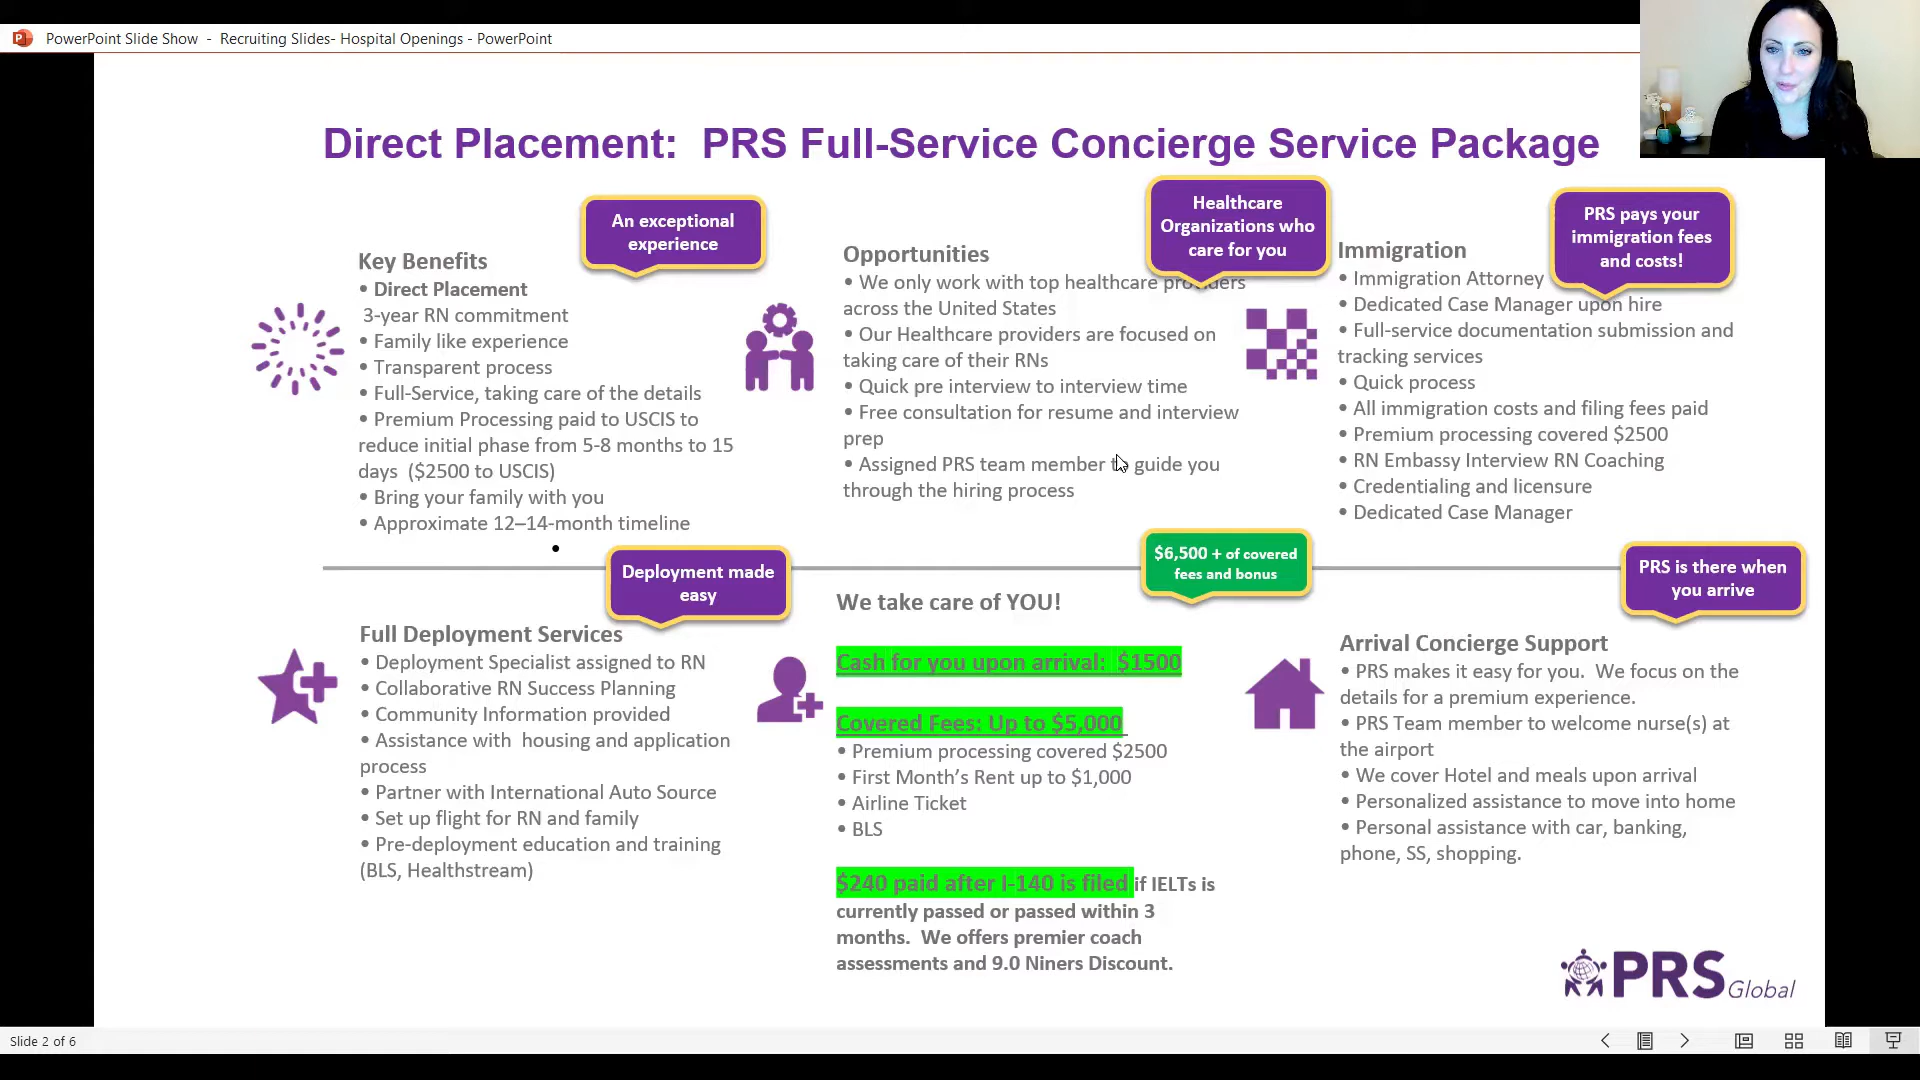 PowerPoint Slide Show - Recruiting Slides- Hospital Openings - PowerPoint
Direct Placement: PRS Full-Service Concierge Service Package
An exceptional
experience
Key Benefits
• Direct Placement
3-year RN commitment
• Family like experience
• Transparent process
• Full-Service, taking care of the details
• Premium Processing paid to USCIS to
reduce initial phase from 5-8 months to 15
days ($2500 to USCIS)
• Bring your family with you
• Approximate 12–14-month timeline
•
Healthcare
Organizations who
care for you
Opportunities
• We only work with top healthcare providers
across the United States
• Our Healthcare providers are focused on
taking care of their RNs
• Quick pre interview to interview time
• Free consultation for resume and interview
prep
• Assigned PRS team member to guide you
through the hiring process
PRS pays your
immigration fees
and costs!
Immigration
• Immigration Attorney
• Dedicated Case Manager upon hire
• Full-service documentation submission and
tracking services
• Quick process
• All immigration costs and filing fees paid
• Premium processing covered $2500
• RN Embassy Interview RN Coaching
• Credentialing and licensure
• Dedicated Case Manager
Deployment made
easy
Full Deployment Services
• Deployment Specialist assigned to RN
• Collaborative RN Success Planning
• Community Information provided
• Assistance with housing and application
process
• Partner with International Auto Source
• Set up flight for RN and family
• Pre-deployment education and training
(BLS, Healthstream)
$6,500 + of covered
fees and bonus
We take care of YOU!
Cash for you upon arrival: $1500
Covered Fees: Up to $5,000
• Premium processing covered $2500
• First Month's Rent up to $1,000
• Airline Ticket
• BLS
$240 paid after I-140 is filed if IELTs is
currently passed or passed within 3
months. We offers premier coach
assessments and 9.0 Niners Discount.
PRS is there when
you arrive
Arrival Concierge Support
• PRS makes it easy for you. We focus on the
details for a premium experience.
• PRS Team member to welcome nurse(s) at
the airport
• We cover Hotel and meals upon arrival
• Personalized assistance to move into home
• Personal assistance with car, banking,
phone, SS, shopping.
PRS Global
Slide 2 of 6